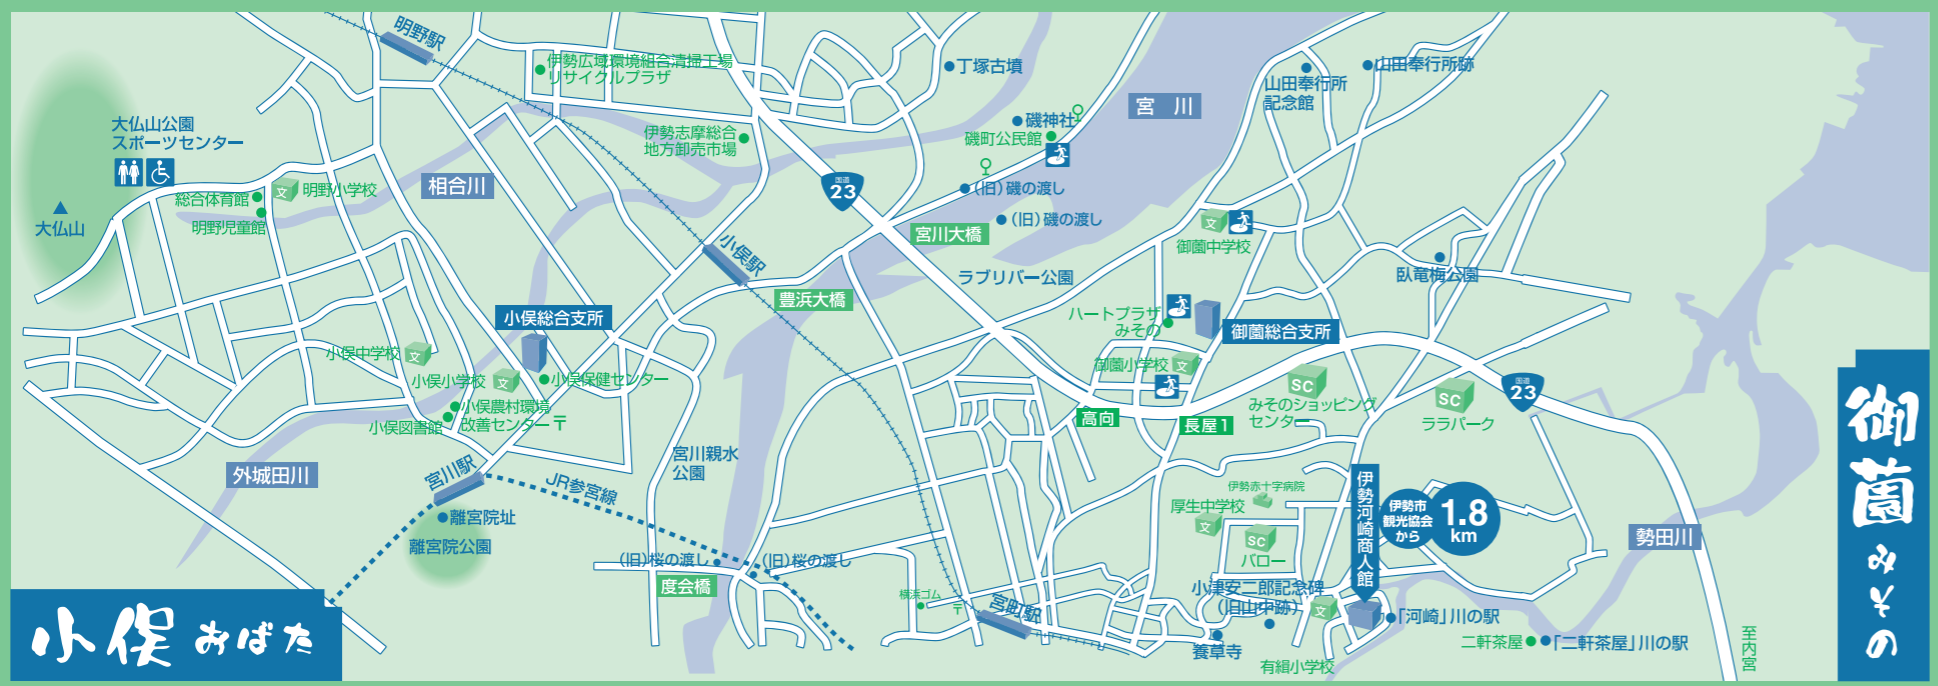 明野駅
伊勢広域環境組合清掃工場
リサイクルプラザ
丁塚古墳
山田奉行所
記念館
山田奉行所跡
宮 川
大仏山公園
スポーツセンター
伊勢志摩総合
地方卸売市場
磯神社
磯町公民館
相合川
国道
23
総合体育館
文
明野小学校
明野児童館
大仏山
(旧)磯の渡し
(旧)磯の渡し
宮川大橋
文
御薗中学校
小俣駅
ラブリバー公園
臥竜梅公園
豊浜大橋
小俣総合支所
ハートプラザ
みその
御薗総合支所
小俣中学校
文
小俣小学校
文
小俣保健センター
御薗小学校
文
SC
みそのショッピング
センター
SC
ララパーク
国道
23
小俣農村環境
改善センター〒
小俣図書館
高向
長屋1
宮川親水
公園
外城田川
宮川駅
JR参宮線
離宮院址
離宮院公園
伊勢赤十字病院
厚生中学校
文
SC
バロー
伊勢河崎商人館
伊勢市
観光協会
から
1.8
km
勢田川
(旧)桜の渡し
(旧)桜の渡し
度会橋
横浜ゴム
〒
宮町駅
小津安二郎記念碑
(旧山中跡)
文
養草寺
有緝小学校
「河崎」川の駅
二軒茶屋
「二軒茶屋」川の駅
至内宮
小俣 おばた
御薗 みその